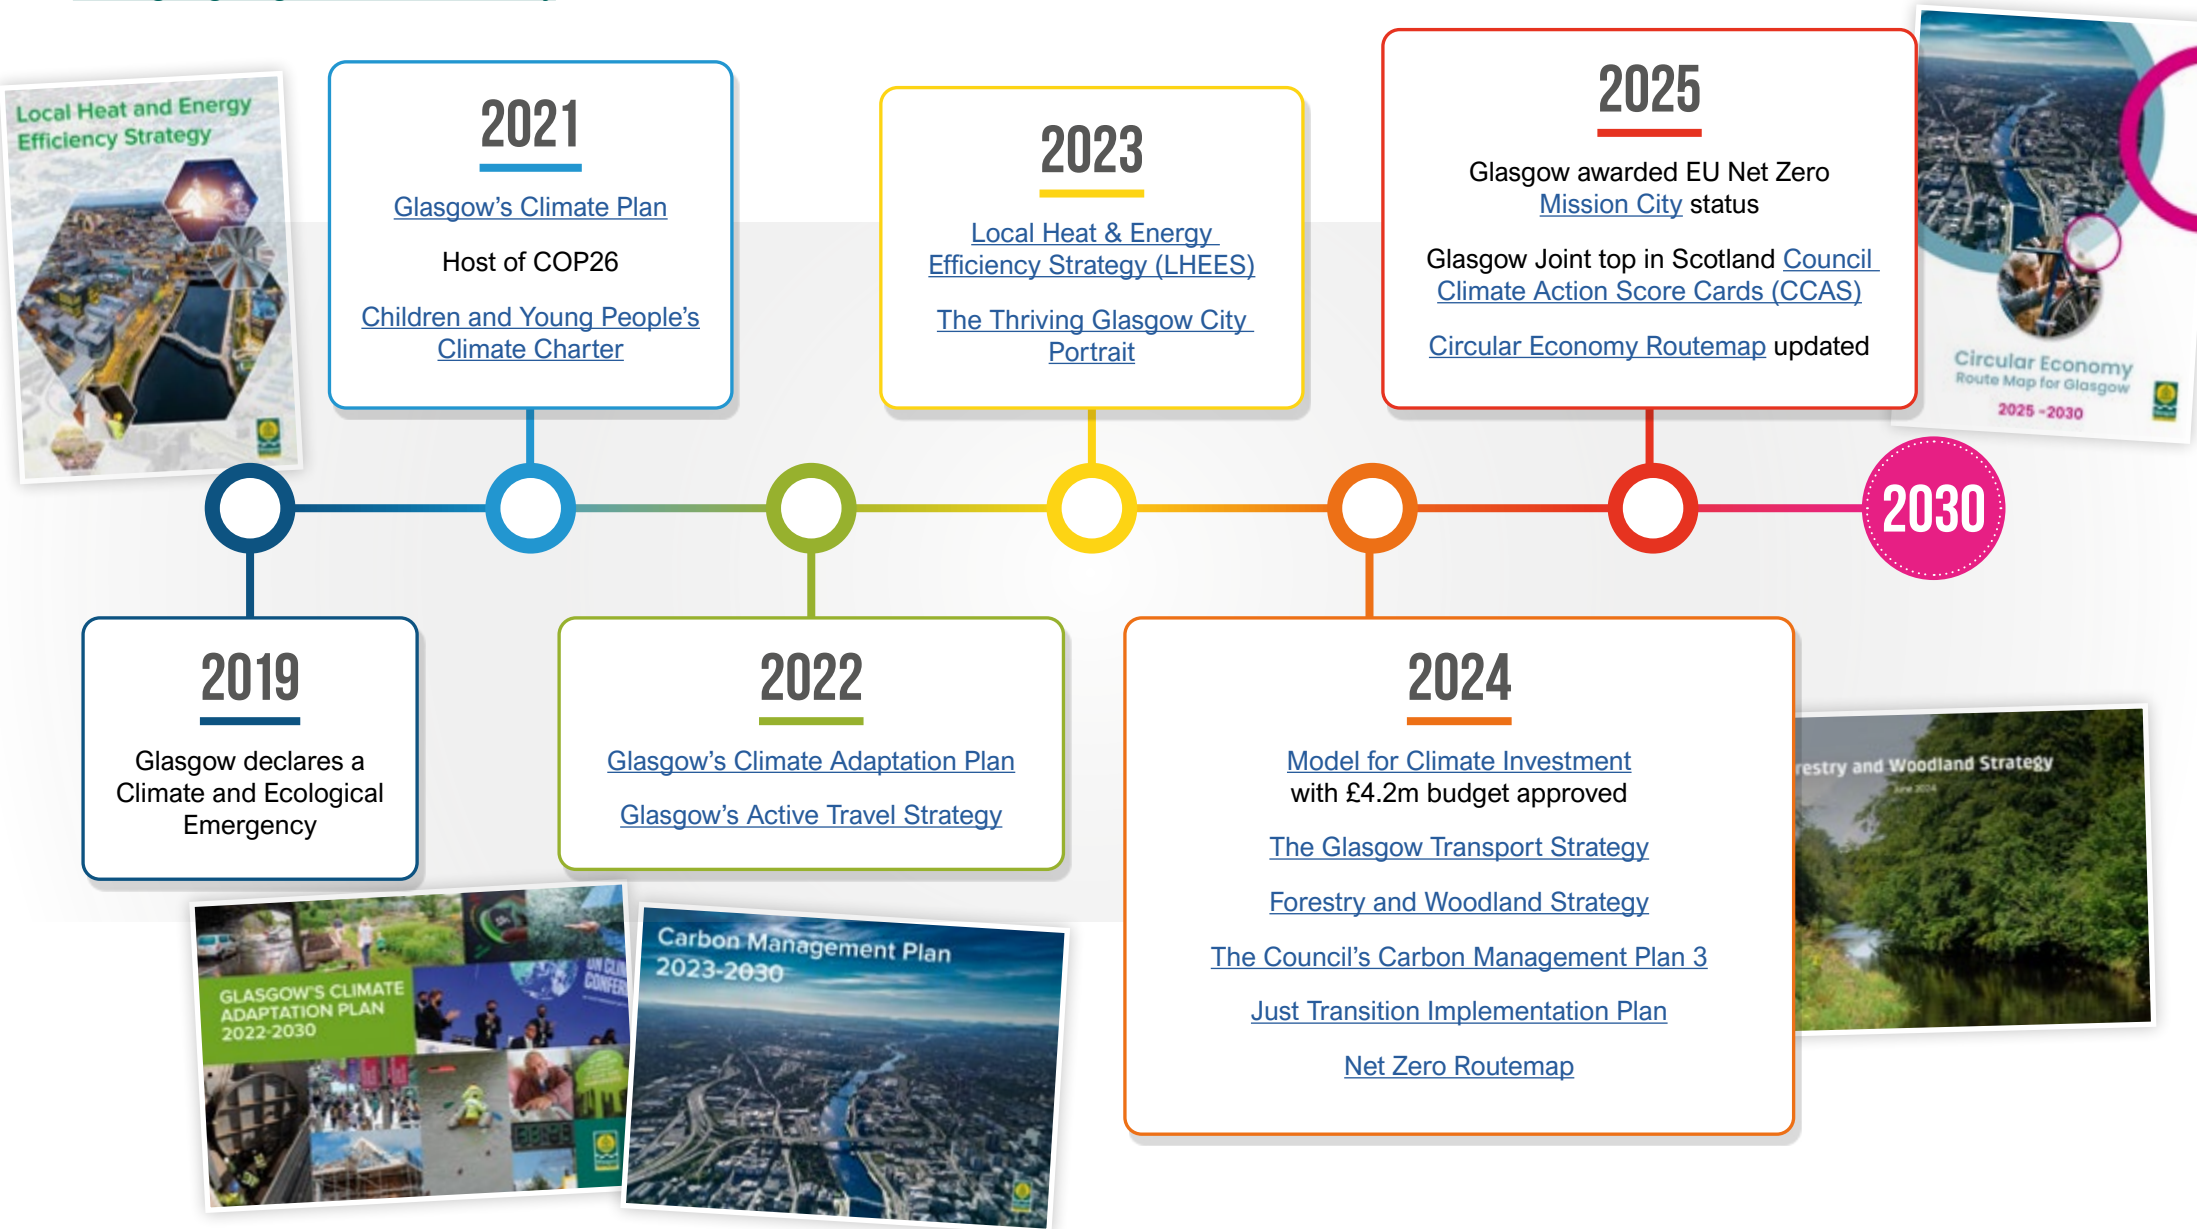 Local Heat and Energy
Efficiency Strategy
2021
Glasgow's Climate Plan
Host of COP26
Children and Young People's
Climate Charter
2023
Local Heat & Energy
Efficiency Strategy (LHEES)
The Thriving Glasgow City
Portrait
2025
Glasgow awarded EU Net Zero
Mission City status
Glasgow Joint top in Scotland Council
Climate Action Score Cards (CCAS)
Circular Economy Routemap updated
Circular Economy
Route Map for Glasgow
2025 -2030
2030
2019
Glasgow declares a
Climate and Ecological
Emergency
2022
Glasgow's Climate Adaptation Plan
Glasgow's Active Travel Strategy
2024
Model for Climate Investment
with £4.2m budget approved
The Glasgow Transport Strategy
Forestry and Woodland Strategy
The Council's Carbon Management Plan 3
Just Transition Implementation Plan
Net Zero Routemap
restry and Woodland Strategy
June 2024
GLASGOW'S CLIMATE
ADAPTATION PLAN
2022-2030
UN CLIM
CONFER
Carbon Management Plan
2023-2030